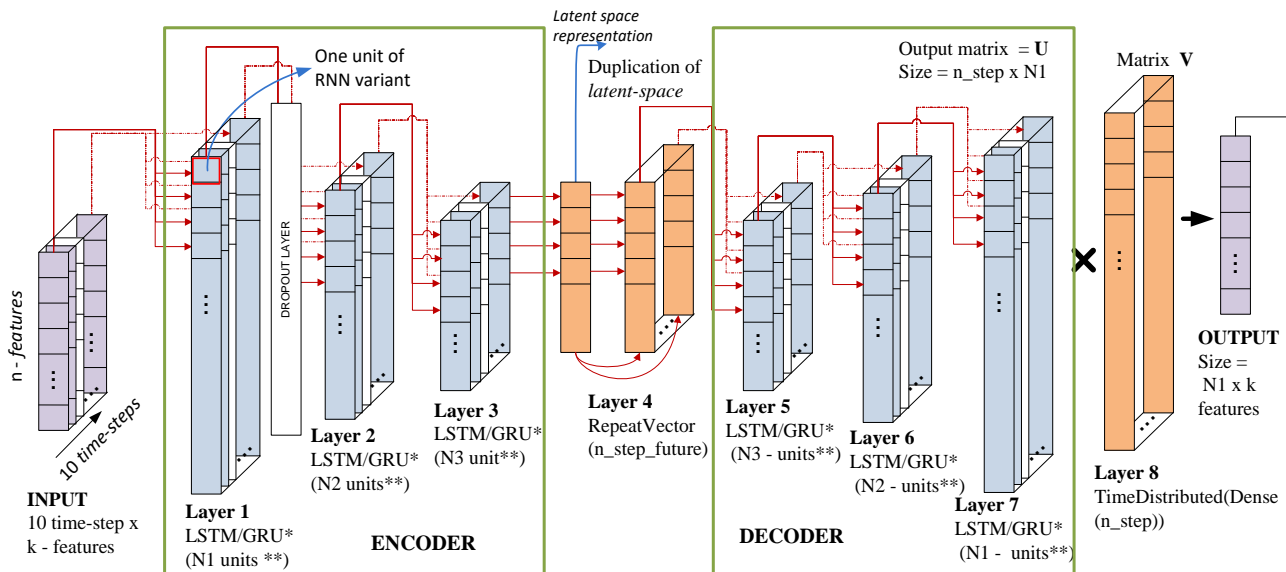 Latent space
representation
One unit of
RNN variant
Duplication of
latent-space
Output matrix = U
Size = n_step x N1
Matrix V
DROPOUT LAYER
n - features
10 time-steps
INPUT
10 time-step x
k - features
Layer 1
LSTM/GRU*
(N1 units **)
Layer 2
LSTM/GRU*
(N2 units**)
Layer 3
LSTM/GRU*
(N3 unit**)
ENCODER
Layer 4
RepeatVector
(n_step_future)
Layer 5
LSTM/GRU*
(N3 - units**)
DECODER
Layer 6
LSTM/GRU*
(N2 - units**)
Layer 7
LSTM/GRU*
(N1 - units**)
Layer 8
TimeDistributed(Dense
(n_step))
OUTPUT
Size =
N1 x k
features